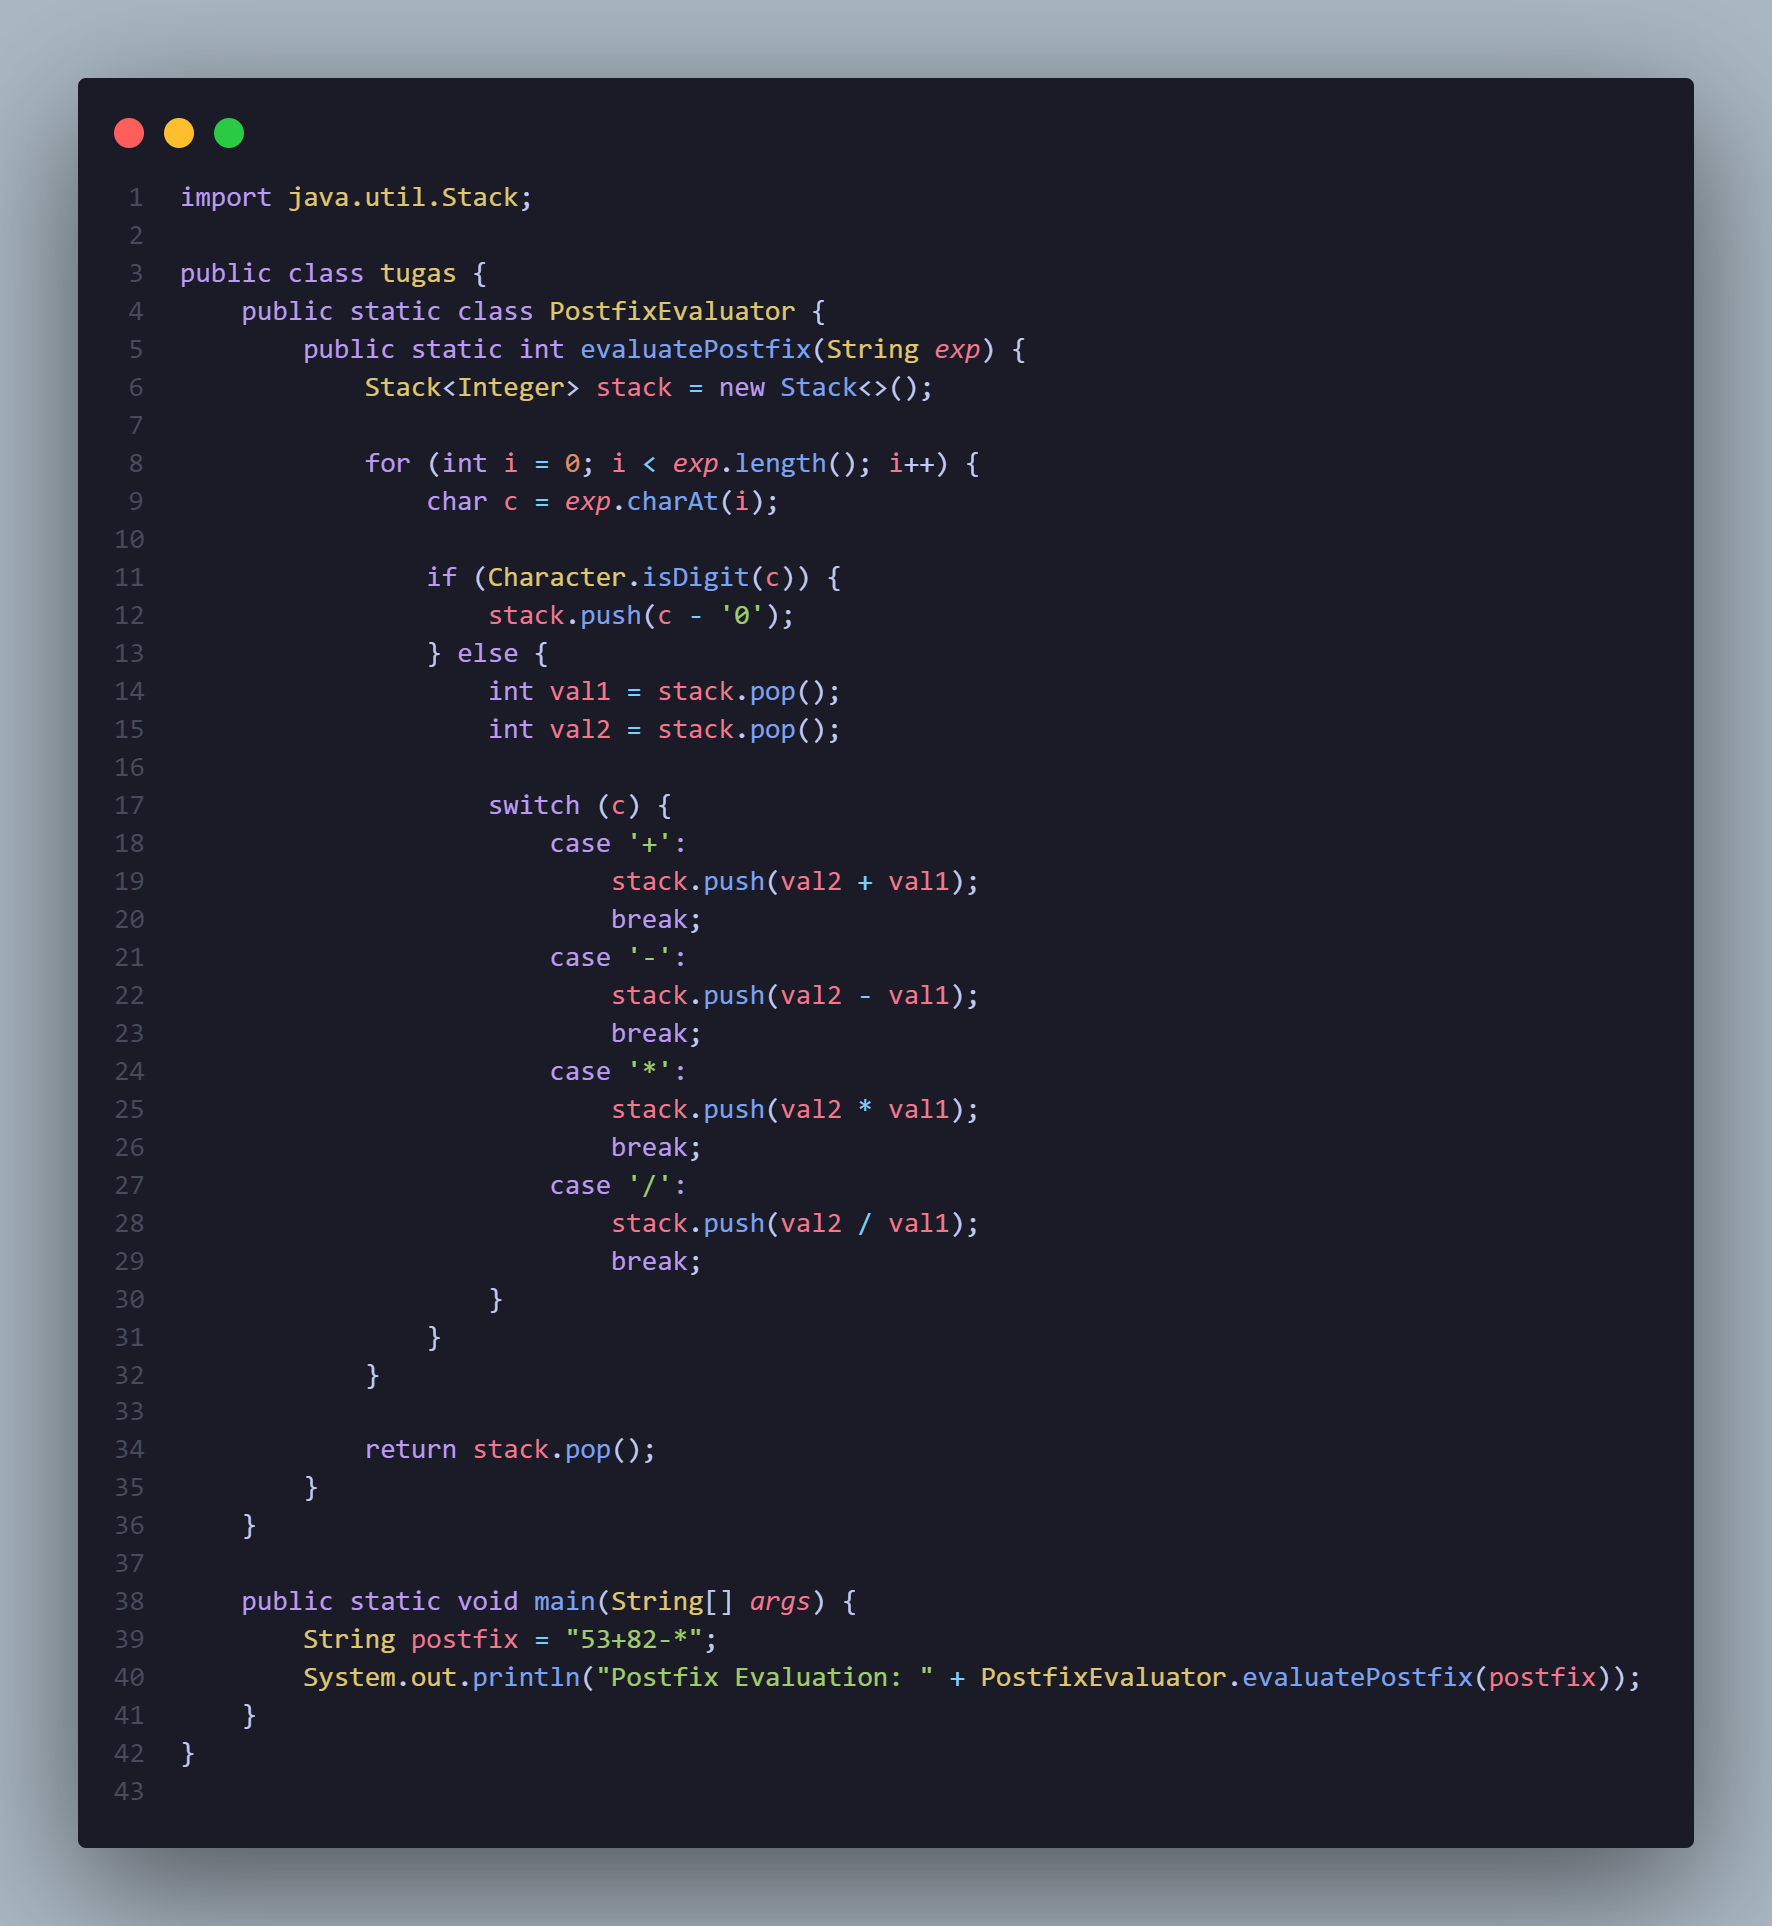 1 import java.util.Stack;
2
3 public class tugas {
4     public static class PostfixEvaluator {
5         public static int evaluatePostfix(String exp) {
6             Stack<Integer> stack = new Stack<>();
7
8             for (int i = 0; i < exp.length(); i++) {
9                 char c = exp.charAt(i);
10
11                 if (Character.isDigit(c)) {
12                     stack.push(c - '0');
13                 } else {
14                     int val1 = stack.pop();
15                     int val2 = stack.pop();
16
17                     switch (c) {
18                         case '+':
19                             stack.push(val2 + val1);
20                             break;
21                         case '-':
22                             stack.push(val2 - val1);
23                             break;
24                         case '*':
25                             stack.push(val2 * val1);
26                             break;
27                         case '/':
28                             stack.push(val2 / val1);
29                             break;
30                     }
31                 }
32             }
33
34             return stack.pop();
35         }
36     }
37
38     public static void main(String[] args) {
39         String postfix = "53+82-*";
40         System.out.println("Postfix Evaluation: " + PostfixEvaluator.evaluatePostfix(postfix));
41     }
42 }
43